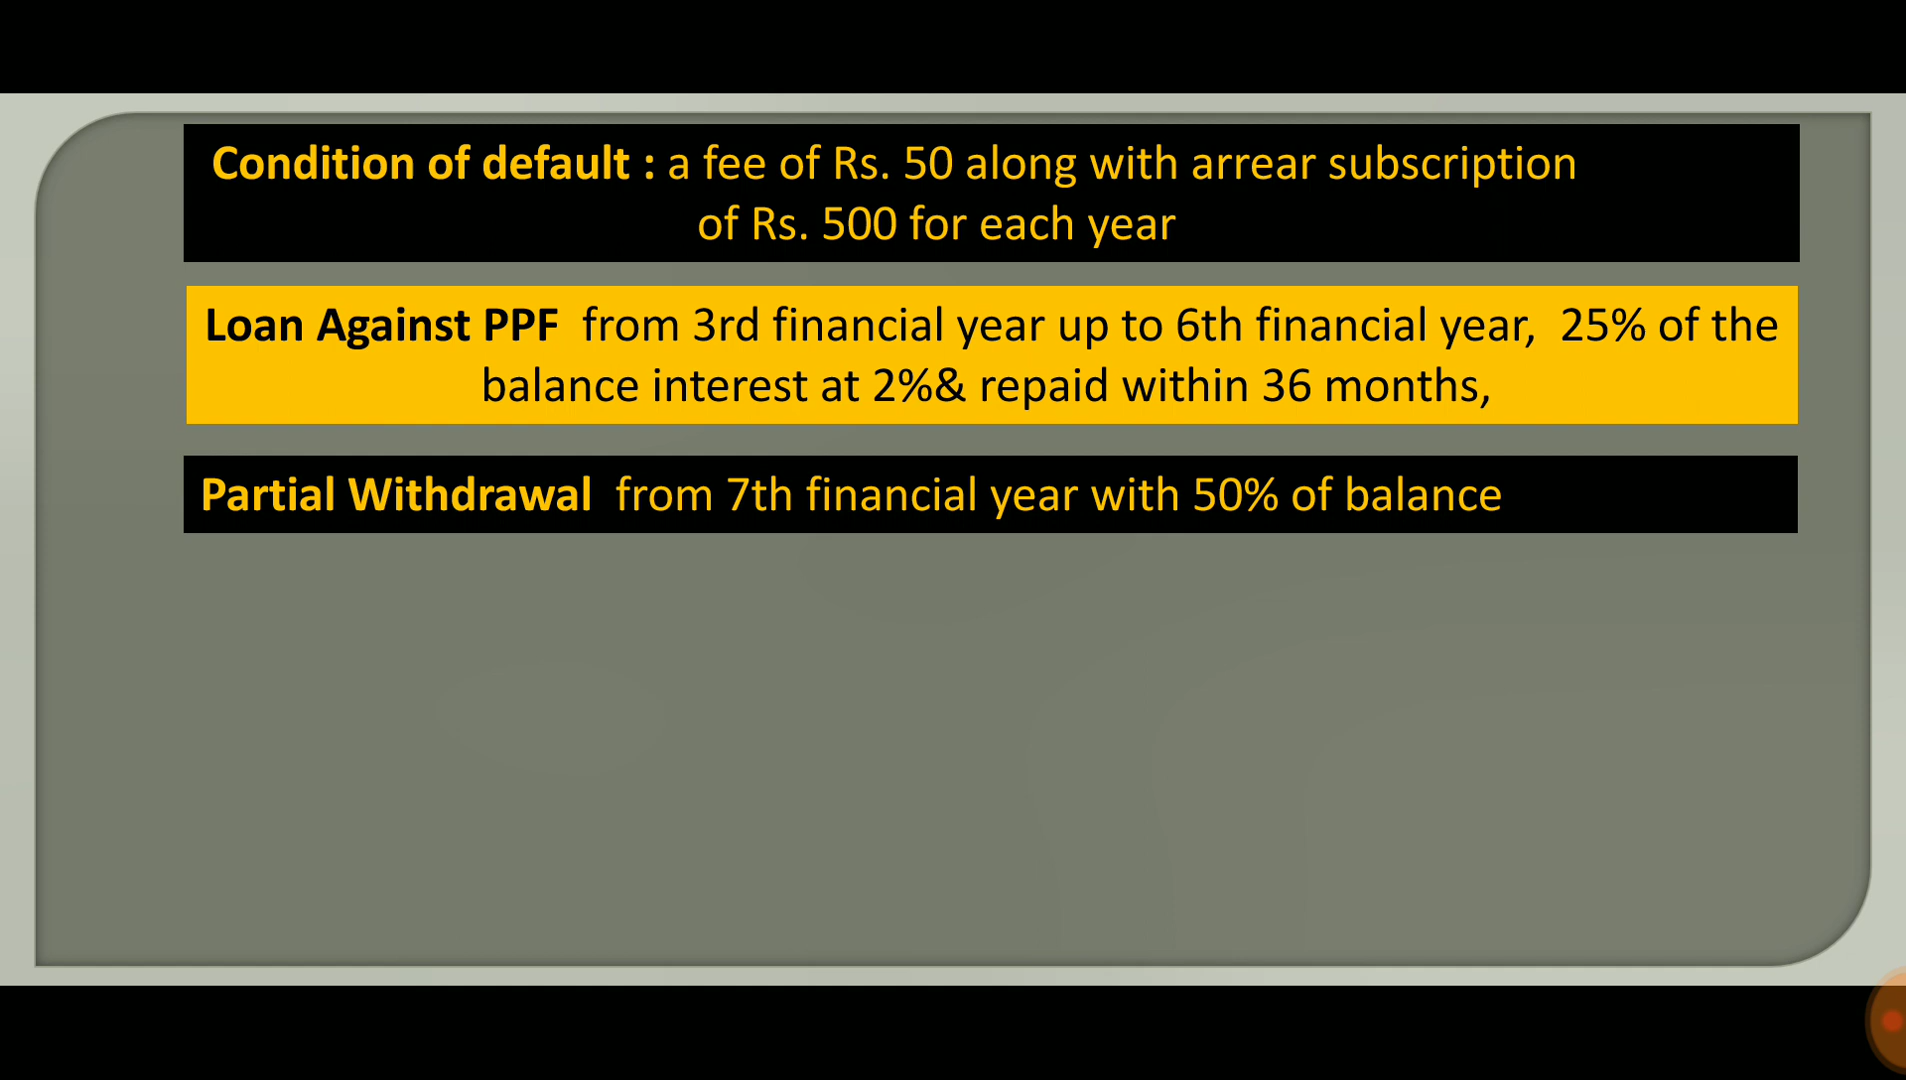 Condition of default : a fee of Rs. 50 along with arrear subscription
of Rs. 500 for each year
Loan Against PPF from 3rd financial year up to 6th financial year, 25% of the
balance interest at 2%& repaid within 36 months,
Partial Withdrawal from 7th financial year with 50% of balance